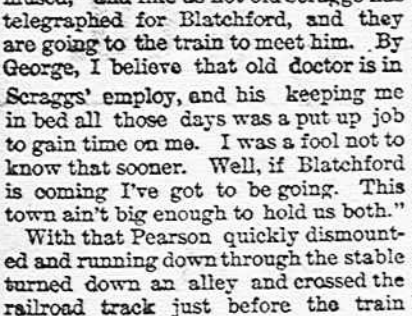 telegraphed for Blatchford, and they
are going to the train to meet him. By
George, I believe that old doctor is in
Scraggs' employ, and his keeping me
in bed all those days was a put up job
to gain time on me. I was a fool not to
know that sooner. Well, if Blatchford
is coming I've got to be going. This
town ain't big enough to hold us both."
With that Pearson quickly dismount-
ed and running down through the stable
turned down an alley and crossed the
railroad track just before the train